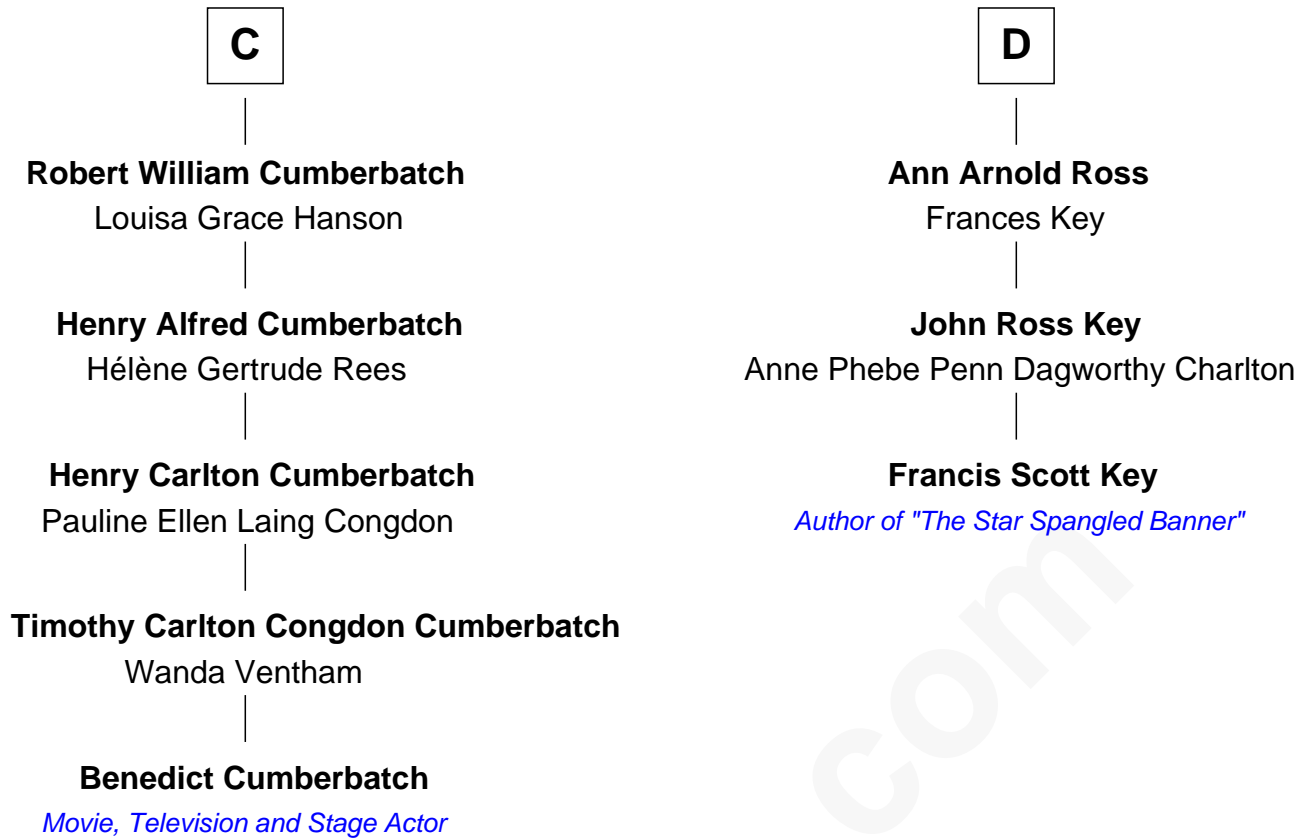 C
Robert William Cumberbatch
Louisa Grace Hanson
Henry Alfred Cumberbatch
Hélène Gertrude Rees
Henry Carlton Cumberbatch
Pauline Ellen Laing Congdon
Timothy Carlton Congdon Cumberbatch
Wanda Ventham
Benedict Cumberbatch
Movie, Television and Stage Actor
D
Ann Arnold Ross
Frances Key
John Ross Key
Anne Phebe Penn Dagworthy Charlton
Francis Scott Key
Author of "The Star Spangled Banner"
com